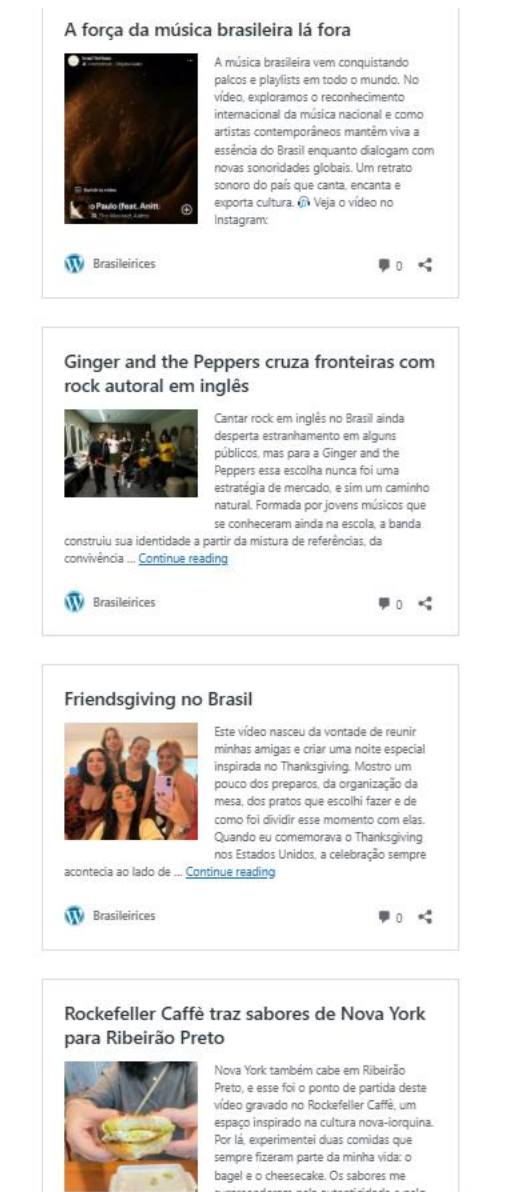 A força da música brasileira lá fora
A música brasileira vem conquistando
palcos e playlists em todo o mundo. No
vídeo, exploramos o reconhecimento
internacional da música nacional e como
artistas contemporâneos mantêm viva a
essência do Brasil enquanto dialogam com
novas sonoridades globais. Um retrato
sonoro do país que canta, encanta e
exporta cultura. 🎧 Veja o vídeo no
Instagram:
Switch to video
o Paulo (feat. Anitt
The Weeknd, Anitta
Brasileirices
0
Ginger and the Peppers cruza fronteiras com
rock autoral em inglês
Cantar rock em inglês no Brasil ainda
desperta estranhamento em alguns
públicos, mas para a Ginger and the
Peppers essa escolha nunca foi uma
estratégia de mercado, e sim um caminho
natural. Formada por jovens músicos que
se conheceram ainda na escola, a banda
construiu sua identidade a partir da mistura de referências, da
convivência ... Continue reading
Brasileirices
0
Friendsgiving no Brasil
Este vídeo nasceu da vontade de reunir
minhas amigas e criar uma noite especial
inspirada no Thanksgiving. Mostro um
pouco dos preparos, da organização da
mesa, dos pratos que escolhi fazer e de
como foi dividir esse momento com elas.
Quando eu comemorava o Thanksgiving
nos Estados Unidos, a celebração sempre
acontecia ao lado de ... Continue reading
Brasileirices
0
Rockefeller Caffè traz sabores de Nova York
para Ribeirão Preto
Nova York também cabe em Ribeirão
Preto, e esse foi o ponto de partida deste
vídeo gravado no Rockefeller Caffè, um
espaço inspirado na cultura nova-iorquina.
Por lá, experimentei duas comidas que
sempre fizeram parte da minha vida: o
bagel e o cheesecake. Os sabores me